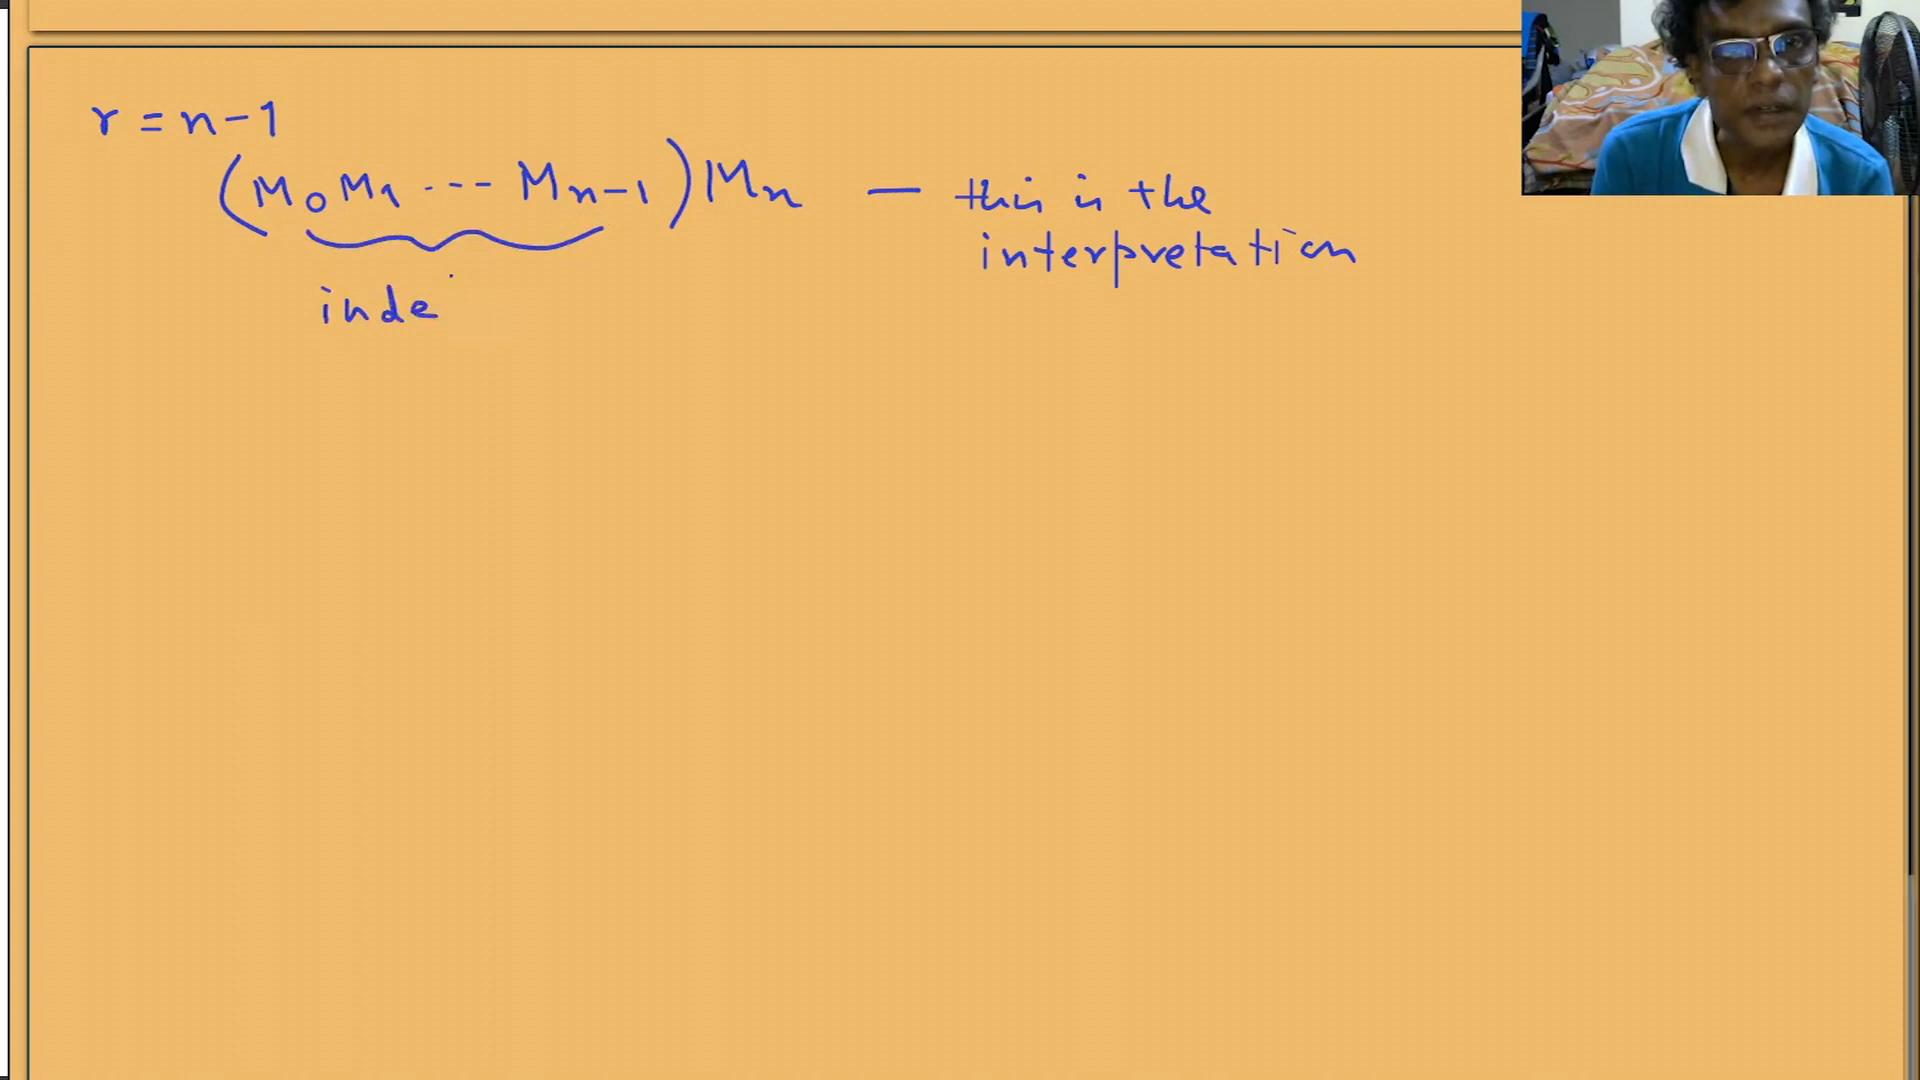 r = n-1
(M₀M₁ --- Mₙ₋₁)Mₙ — this is the
interpretation
inde